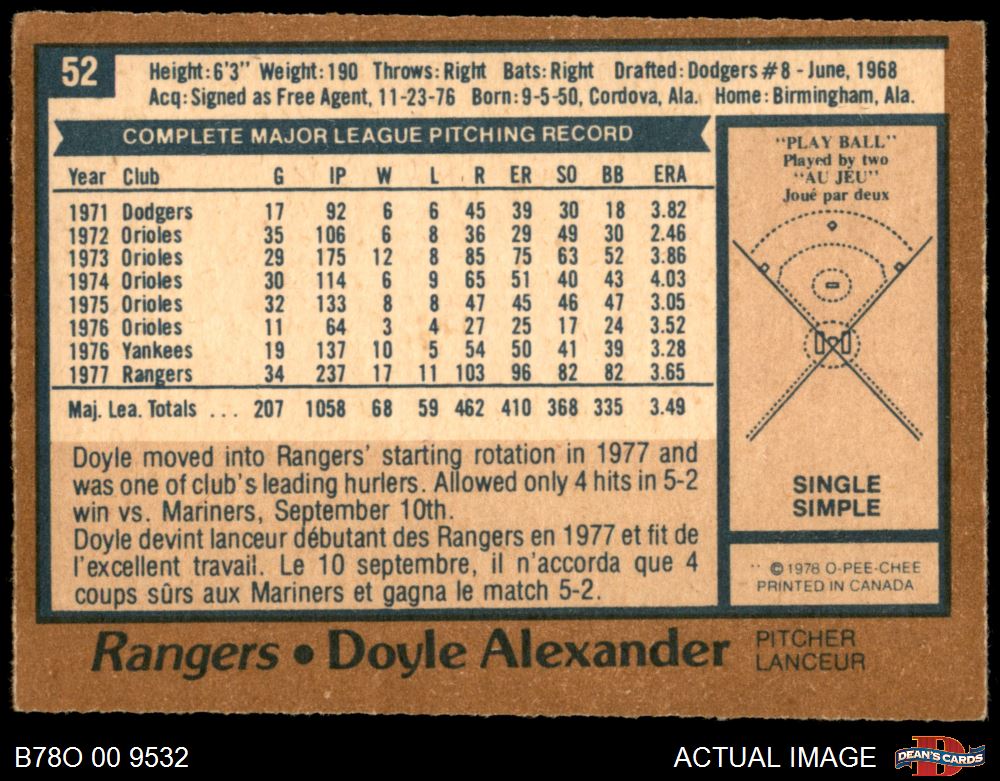 52
Height:6'3" Weight:190 Throws:Right Bats:Right Drafted:Dodgers #8 - June, 1968
Acq:Signed as Free Agent, 11-23-76 Born:9-5-50, Cordova, Ala. Home:Birmingham, Ala.
COMPLETE MAJOR LEAGUE PITCHING RECORD
Year Club G IP W L R ER SO BB ERA
1971 Dodgers 17 92 6 6 45 39 30 18 3.82
1972 Orioles 35 106 6 8 36 29 49 30 2.46
1973 Orioles 29 175 12 8 85 75 63 52 3.86
1974 Orioles 30 114 6 9 65 51 40 43 4.03
1975 Orioles 32 133 8 8 47 45 46 47 3.05
1976 Orioles 11 64 3 4 27 25 17 24 3.52
1976 Yankees 19 137 10 5 54 50 41 39 3.28
1977 Rangers 34 237 17 11 103 96 82 82 3.65
Maj. Lea. Totals ... 207 1058 68 59 462 410 368 335 3.49
Doyle moved into Rangers' starting rotation in 1977 and
was one of club's leading hurlers. Allowed only 4 hits in 5-2
win vs. Mariners, September 10th.
Doyle devint lanceur débutant des Rangers en 1977 et fit de
l'excellent travail. Le 10 septembre, il n'accorda que 4
coups sûrs aux Mariners et gagna le match 5-2.
"PLAY BALL"
Played by two
"AU JEU"
Joué par deux
SINGLE
SIMPLE
© 1978 O-PEE-CHEE
PRINTED IN CANADA
Rangers • Doyle Alexander
PITCHER
LANCEUR
B78O 00 9532
ACTUAL IMAGE
D
DEAN'S CARDS